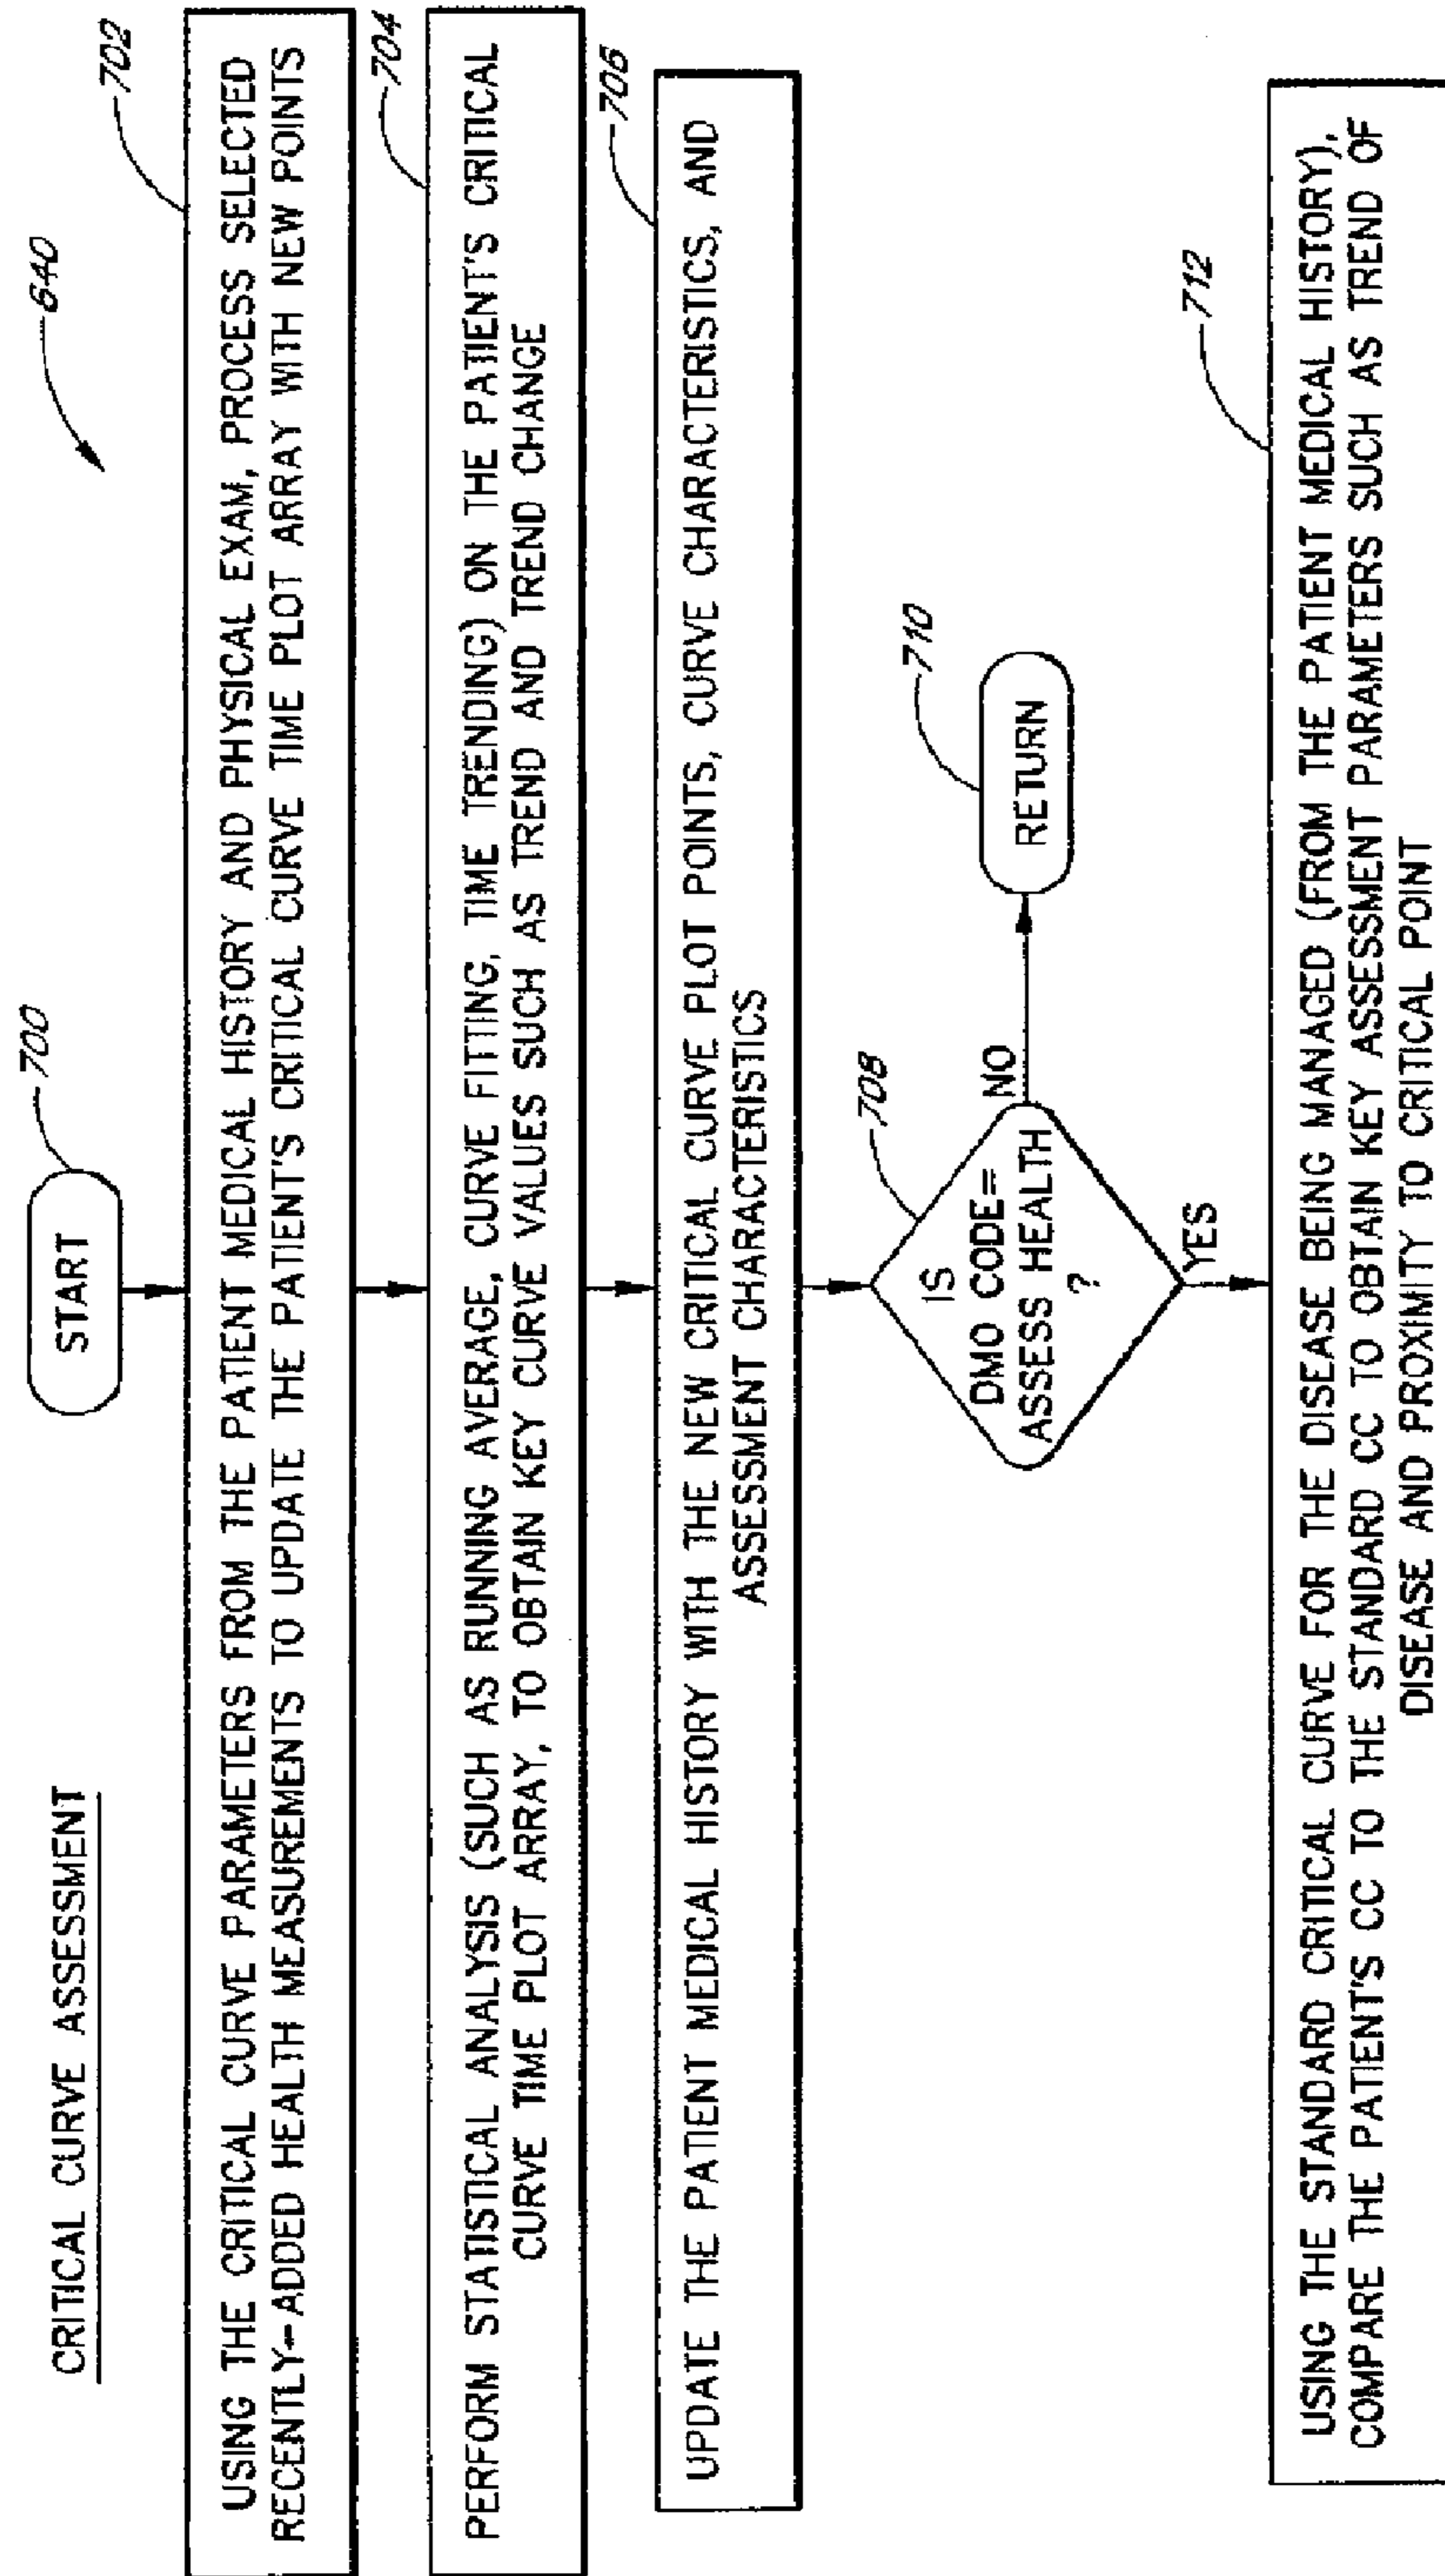 CRITICAL CURVE ASSESSMENT
640
START
700
702
USING THE CRITICAL CURVE PARAMETERS FROM THE PATIENT MEDICAL HISTORY AND PHYSICAL EXAM, PROCESS SELECTED
RECENTLY-ADDED HEALTH MEASUREMENTS TO UPDATE THE PATIENT'S CRITICAL CURVE TIME PLOT ARRAY WITH NEW POINTS
704
PERFORM STATISTICAL ANALYSIS (SUCH AS RUNNING AVERAGE, CURVE FITTING, TIME TRENDING) ON THE PATIENT'S CRITICAL
CURVE TIME PLOT ARRAY, TO OBTAIN KEY CURVE VALUES SUCH AS TREND AND TREND CHANGE
706
UPDATE THE PATIENT MEDICAL HISTORY WITH THE NEW CRITICAL CURVE PLOT POINTS, CURVE CHARACTERISTICS, AND
ASSESSMENT CHARACTERISTICS
708
IS
DMO CODE=
ASSESS HEALTH
?
NO
710
RETURN
YES
712
USING THE STANDARD CRITICAL CURVE FOR THE DISEASE BEING MANAGED (FROM THE PATIENT MEDICAL HISTORY),
COMPARE THE PATIENT'S CC TO THE STANDARD CC TO OBTAIN KEY ASSESSMENT PARAMETERS SUCH AS TREND OF
DISEASE AND PROXIMITY TO CRITICAL POINT